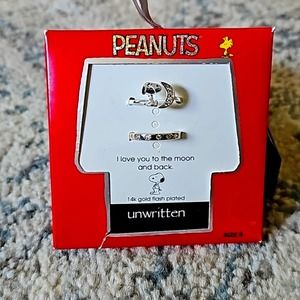 PEANUTS
I love you to the moon
and back.
14k gold flash plated
unwritten